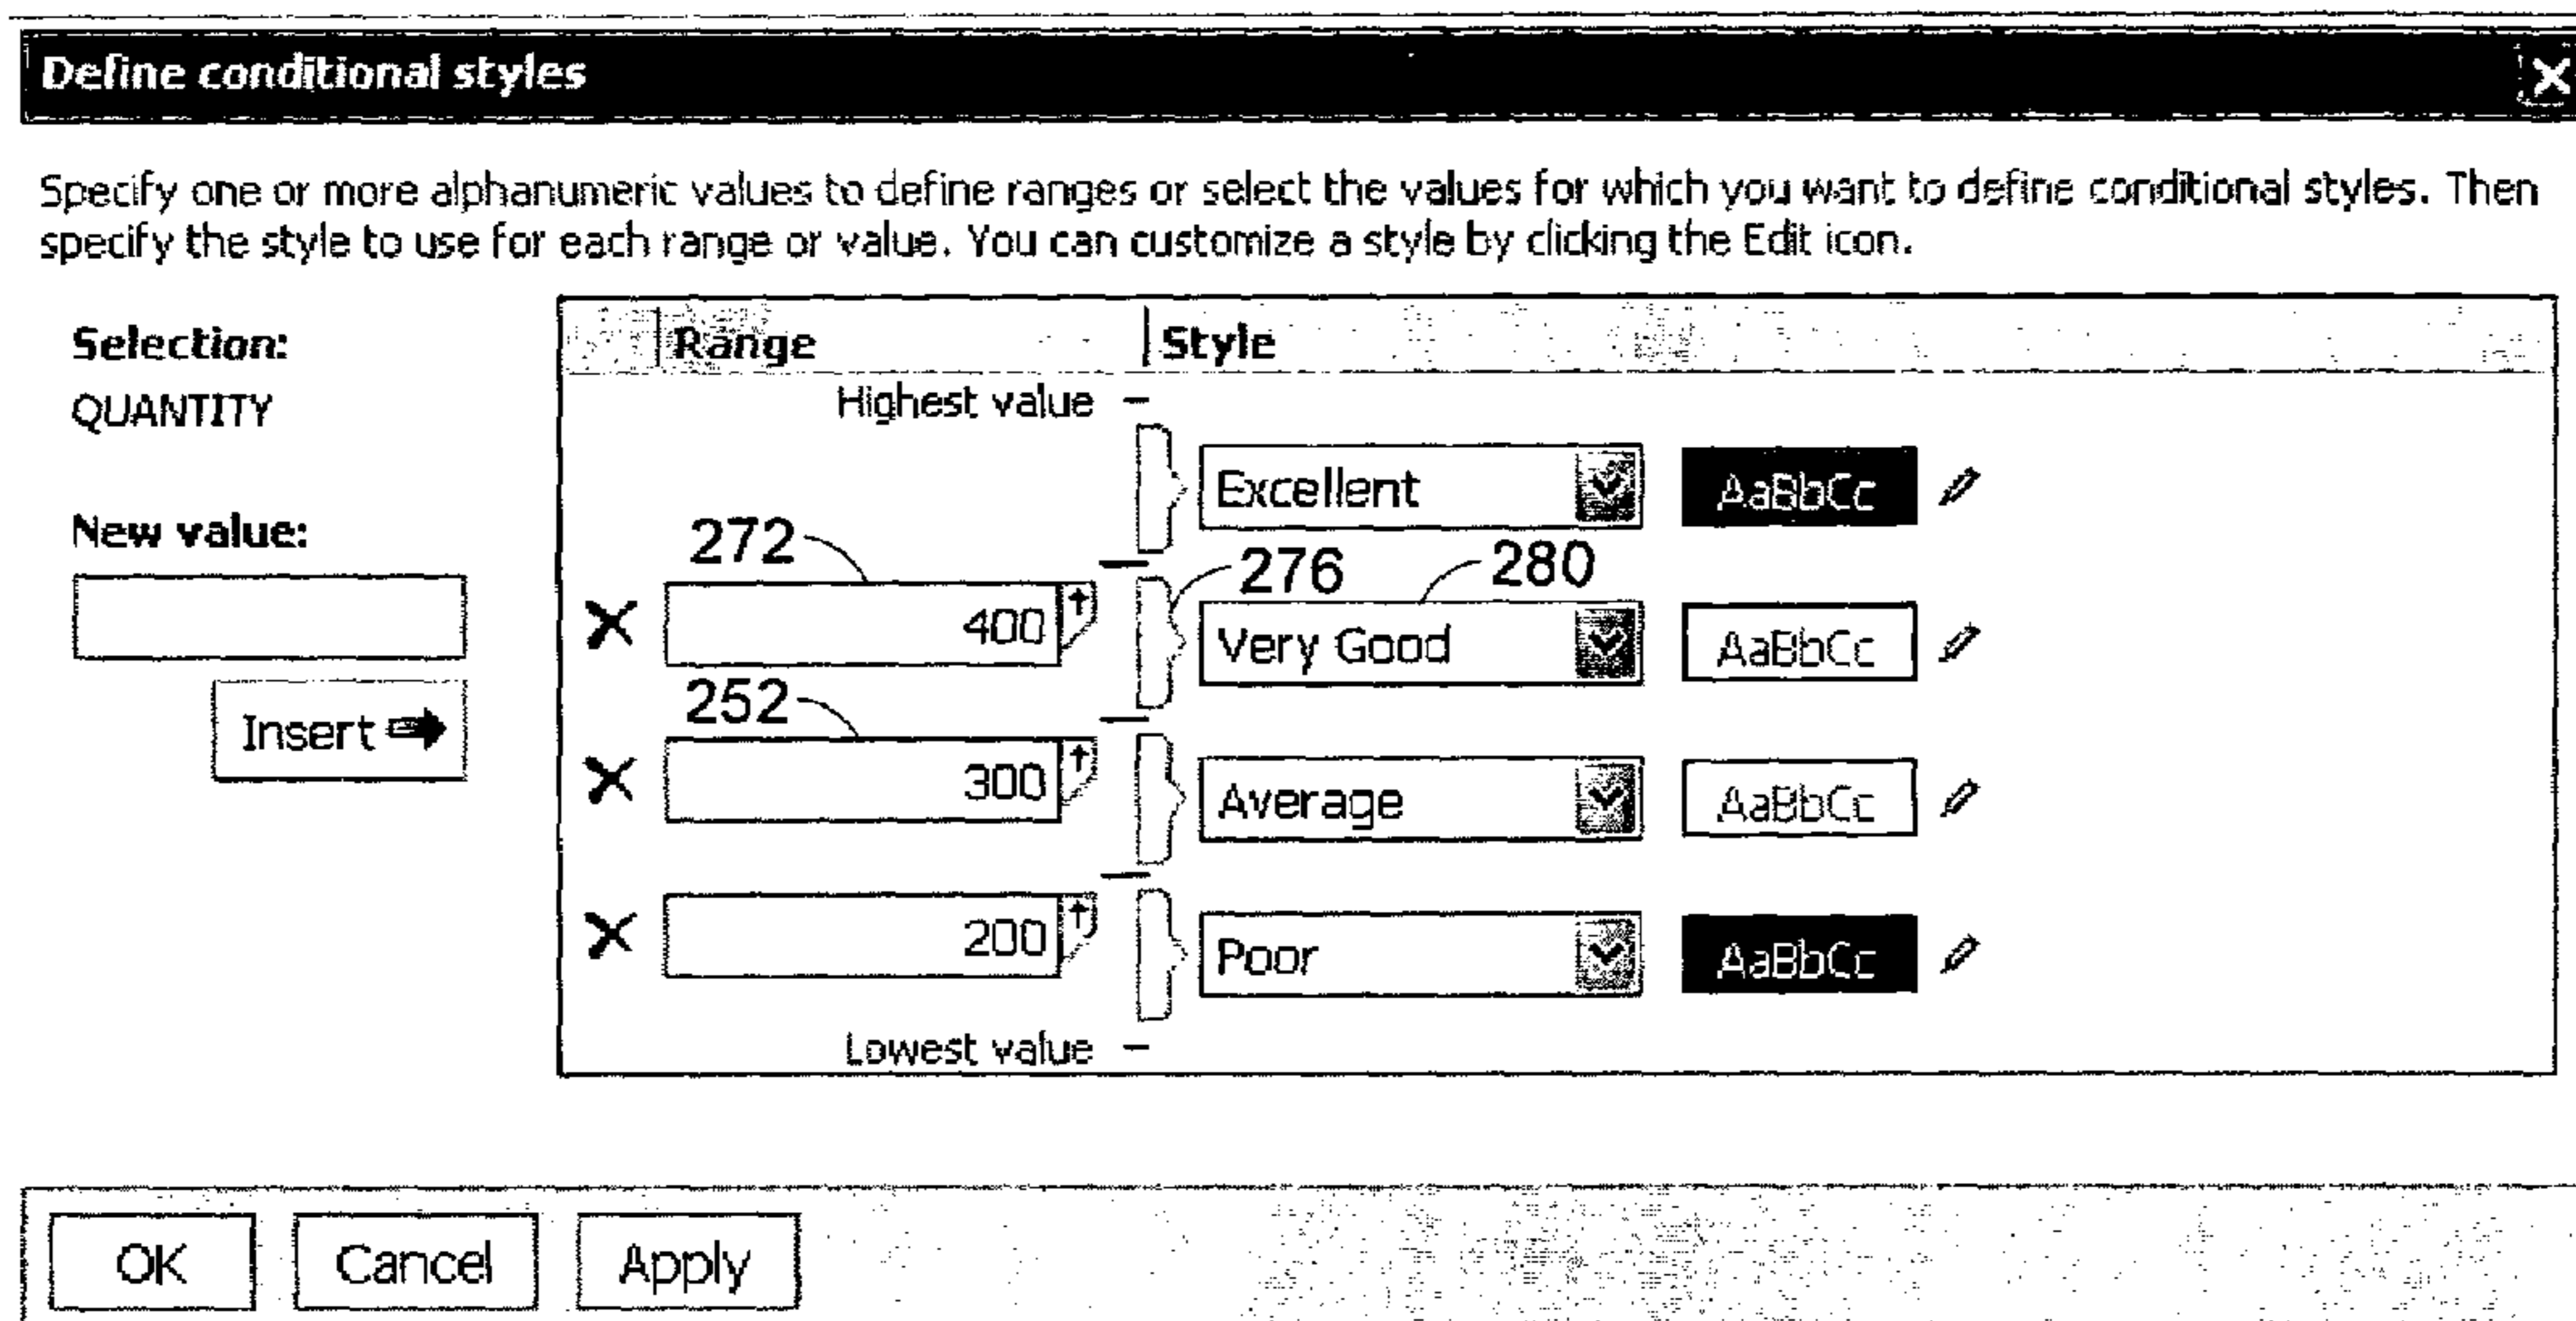 Define conditional styles
Specify one or more alphanumeric values to define ranges or select the values for which you want to define conditional styles. Then
specify the style to use for each range or value. You can customize a style by clicking the Edit icon.
Selection:
QUANTITY
New value:
Insert
Range Style
Highest value
Excellent AaBbCc
272 276 280
400 Very Good AaBbCc
252
300 Average AaBbCc
200 Poor AaBbCc
Lowest value
OK Cancel Apply